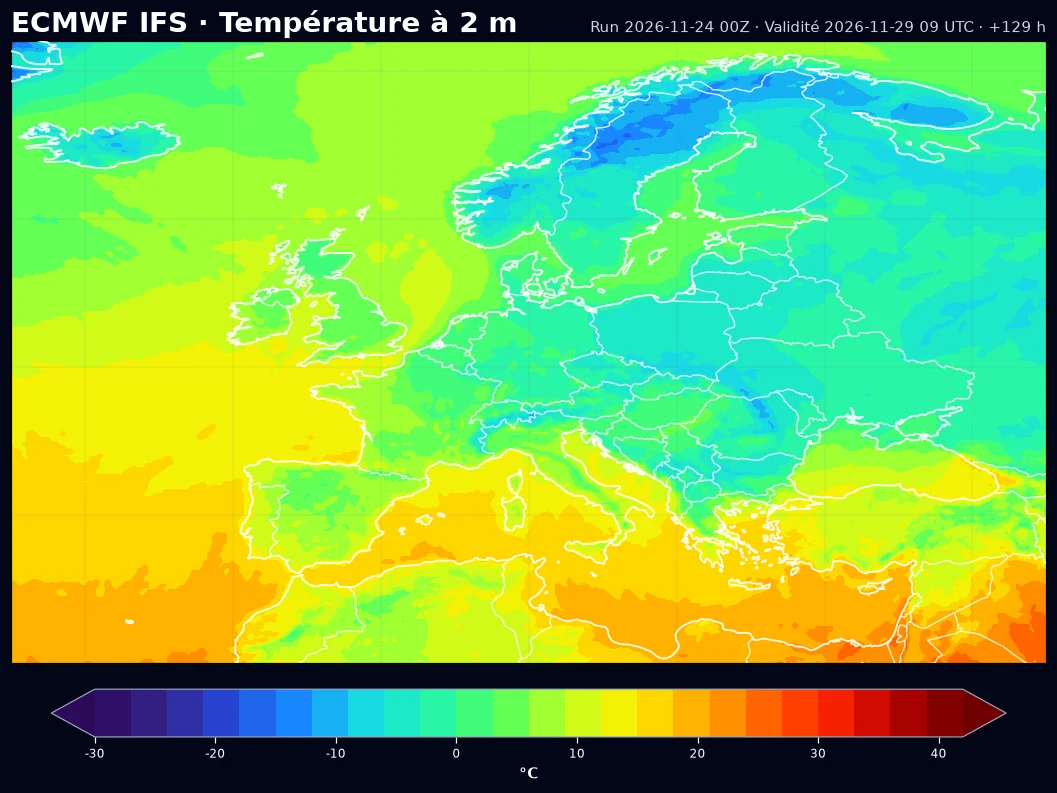 ECMWF IFS · Température à 2 m
Run 2026-11-24 00Z · Validité 2026-11-29 09 UTC · +129 h
-30 -20 -10 0 10 20 30 40
°C